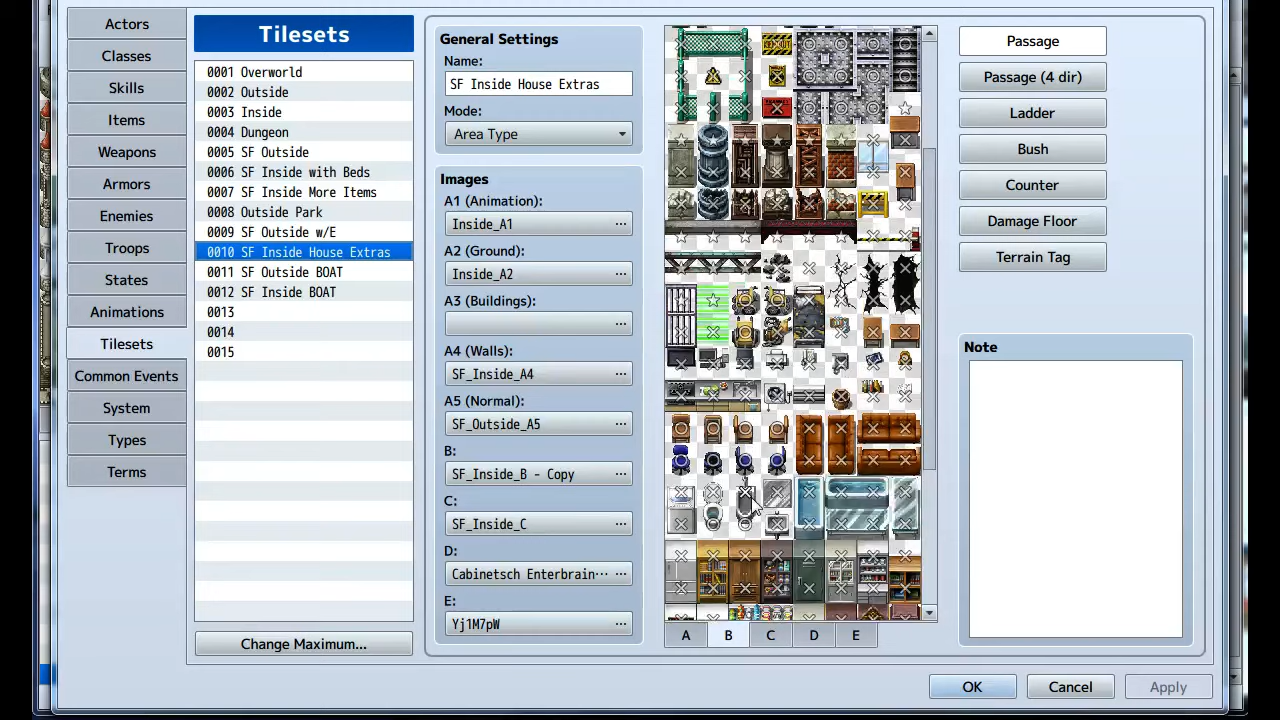 Actors
Classes
Skills
Items
Weapons
Armors
Enemies
Troops
States
Animations
Tilesets
Common Events
System
Types
Terms
Tilesets
0001 Overworld
0002 Outside
0003 Inside
0004 Dungeon
0005 SF Outside
0006 SF Inside with Beds
0007 SF Inside More Items
0008 Outside Park
0009 SF Outside w/E
0010 SF Inside House Extras
0011 SF Outside BOAT
0012 SF Inside BOAT
0013
0014
0015
Change Maximum...
General Settings
Name:
SF Inside House Extras
Mode:
Area Type
Images
A1 (Animation):
Inside_A1 ...
A2 (Ground):
Inside_A2 ...
A3 (Buildings):
...
A4 (Walls):
SF_Inside_A4 ...
A5 (Normal):
SF_Outside_A5 ...
B:
SF_Inside_B - Copy ...
C:
SF_Inside_C ...
D:
Cabinetsch Enterbrain... ...
E:
Yj1M7pW ...
A B C D E
Passage
Passage (4 dir)
Ladder
Bush
Counter
Damage Floor
Terrain Tag
Note
OK
Cancel
Apply